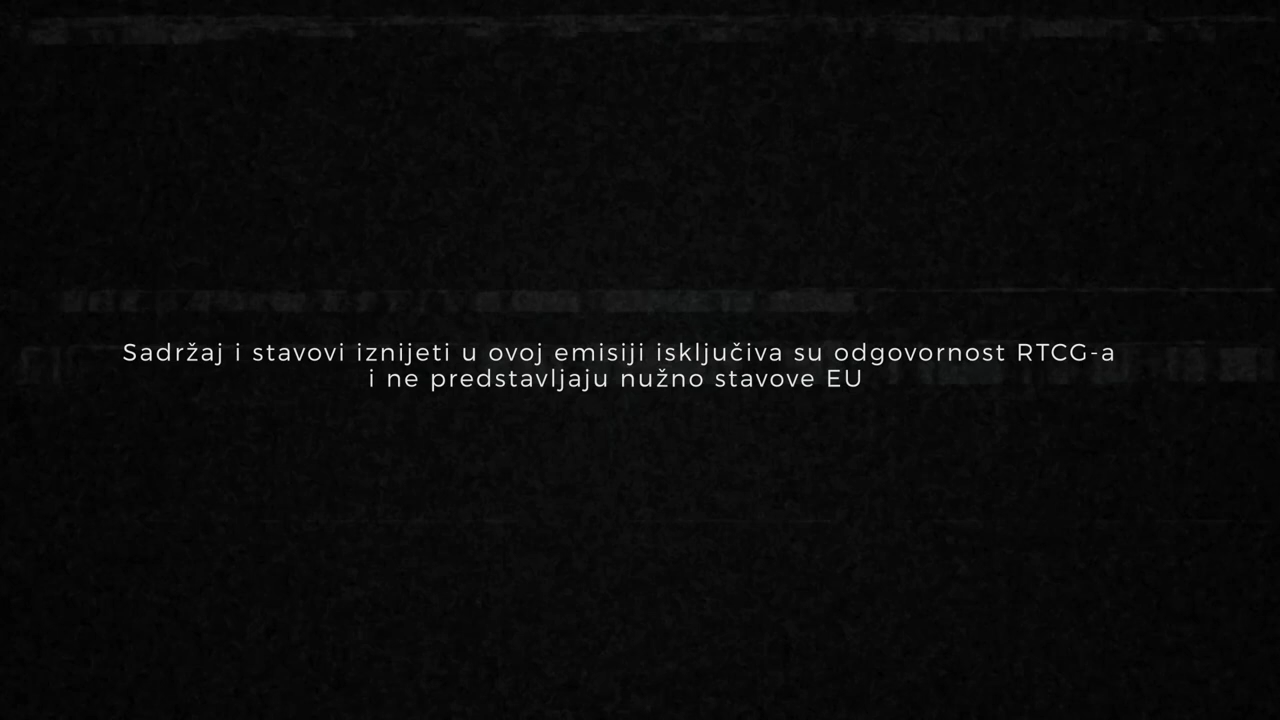 Sadržaj i stavovi iznijeti u ovoj emisiji isključiva su odgovornost RTCG-a
i ne predstavljaju nužno stavove EU